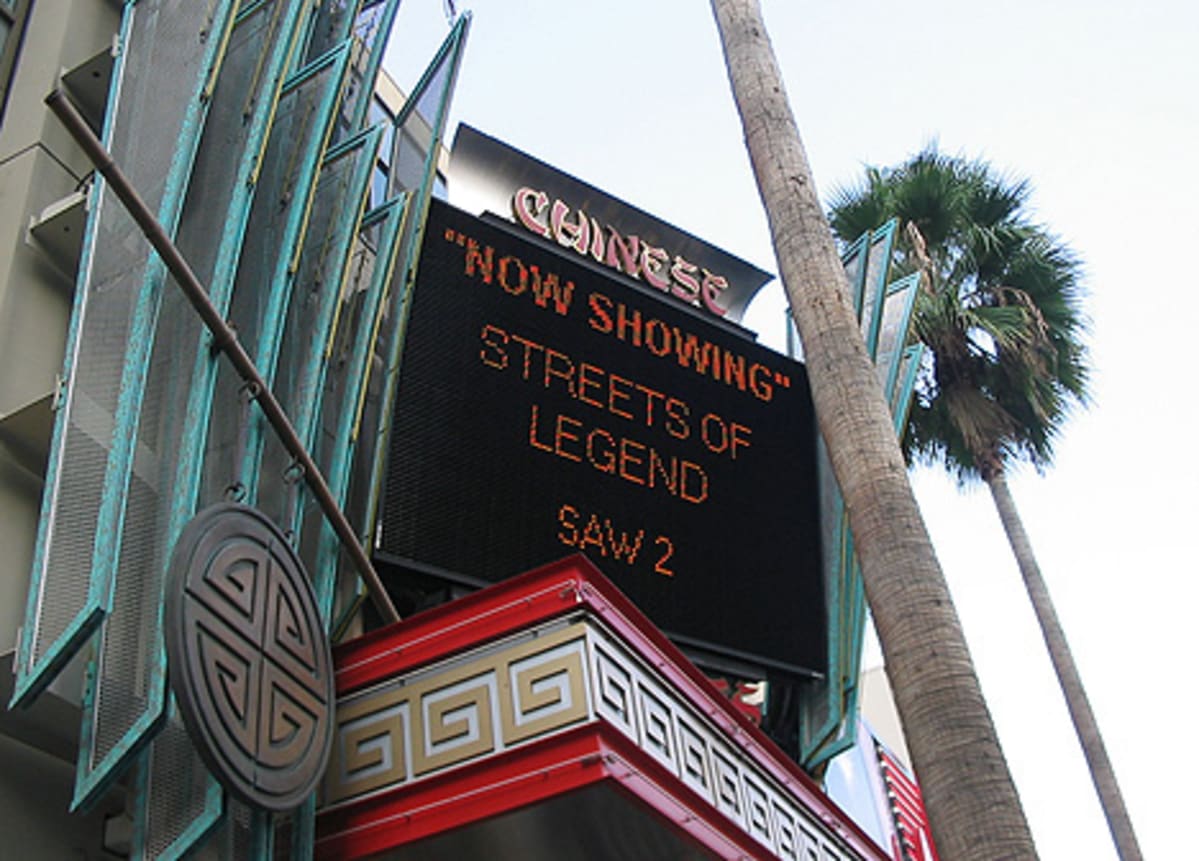 CHINESE
"NOW SHOWING"
STREETS OF
LEGEND
SAW 2